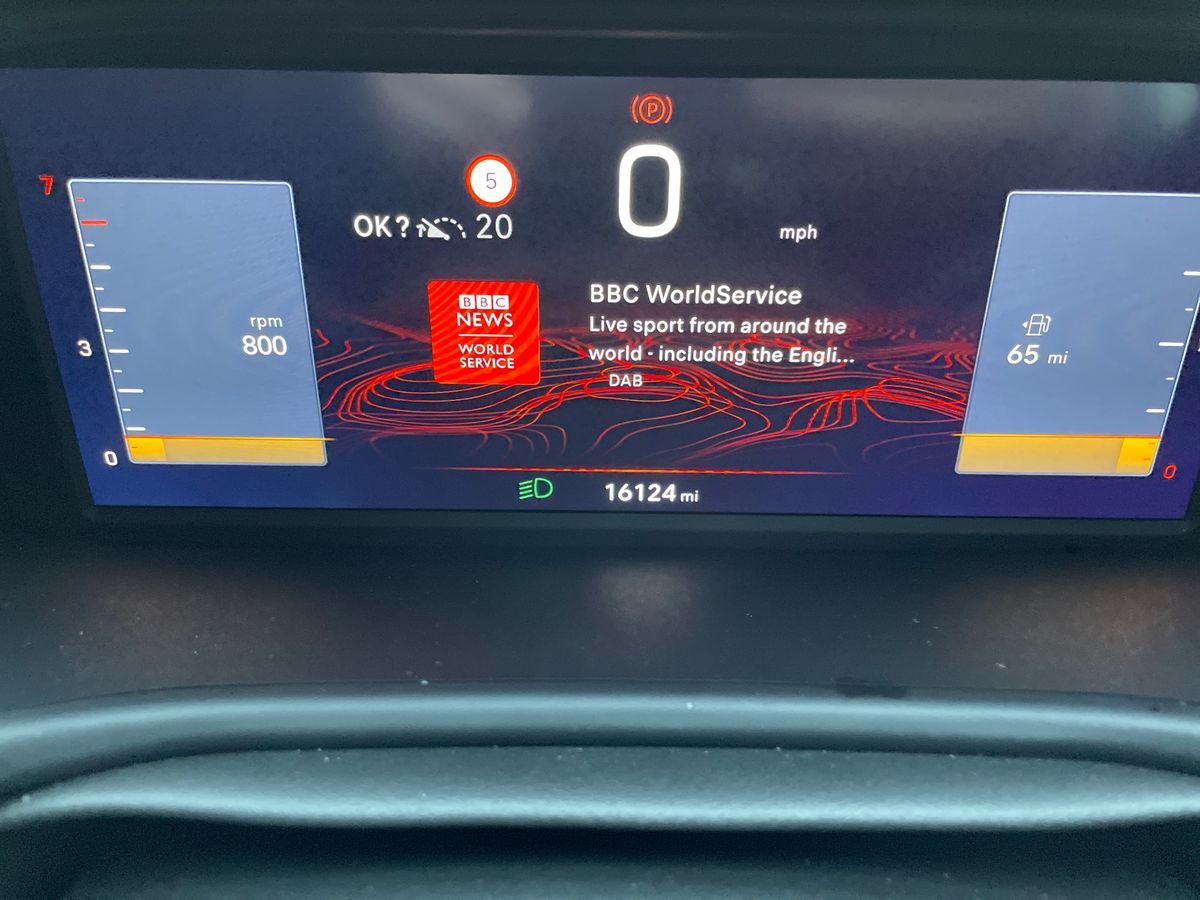 P
7
5
0
OK? 20
mph
BBC WorldService
BBC
NEWS
WORLD
SERVICE
Live sport from around the
world - including the Engli...
DAB
rpm
800
3
65 mi
0
0
16124 mi